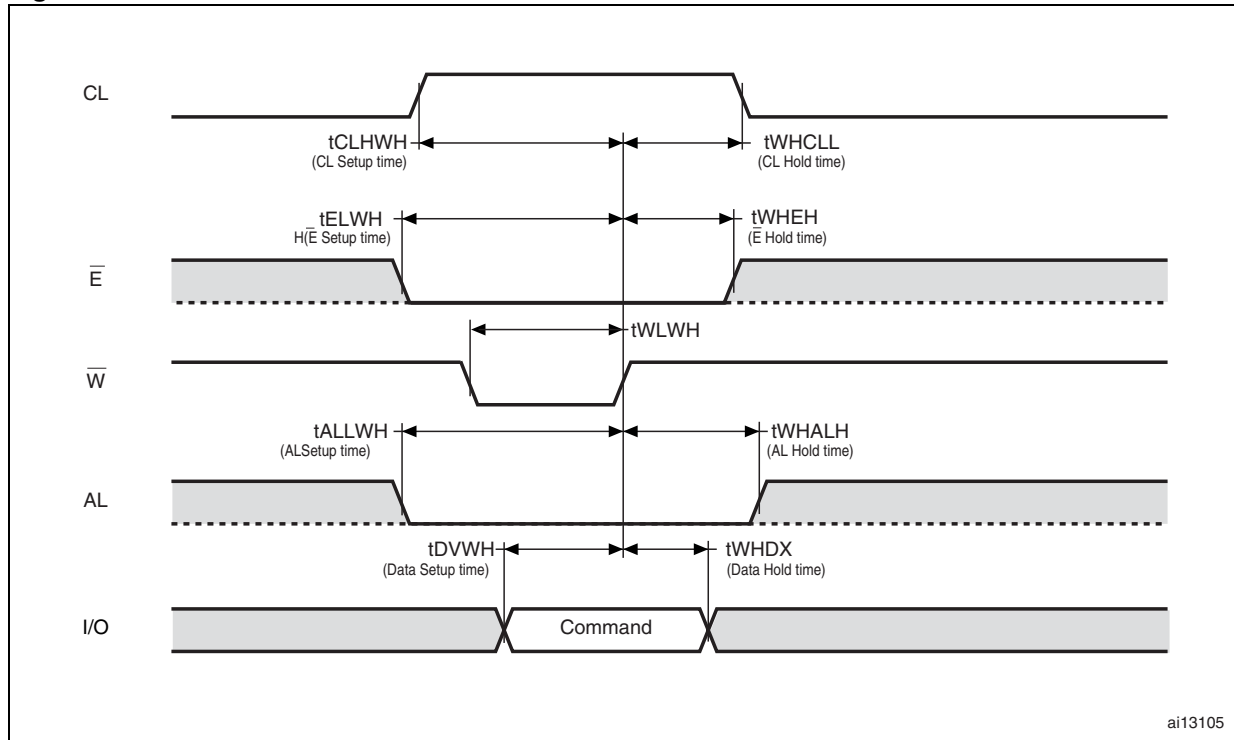 CL
tCLHWH
(CL Setup time)
tWHCLL
(CL Hold time)
tELWH
H(E̅ Setup time)
tWHEH
(E̅ Hold time)
E̅
tWLWH
W̅
tALLWH
(ALSetup time)
tWHALH
(AL Hold time)
AL
tDVWH
(Data Setup time)
tWHDX
(Data Hold time)
I/O
Command
ai13105